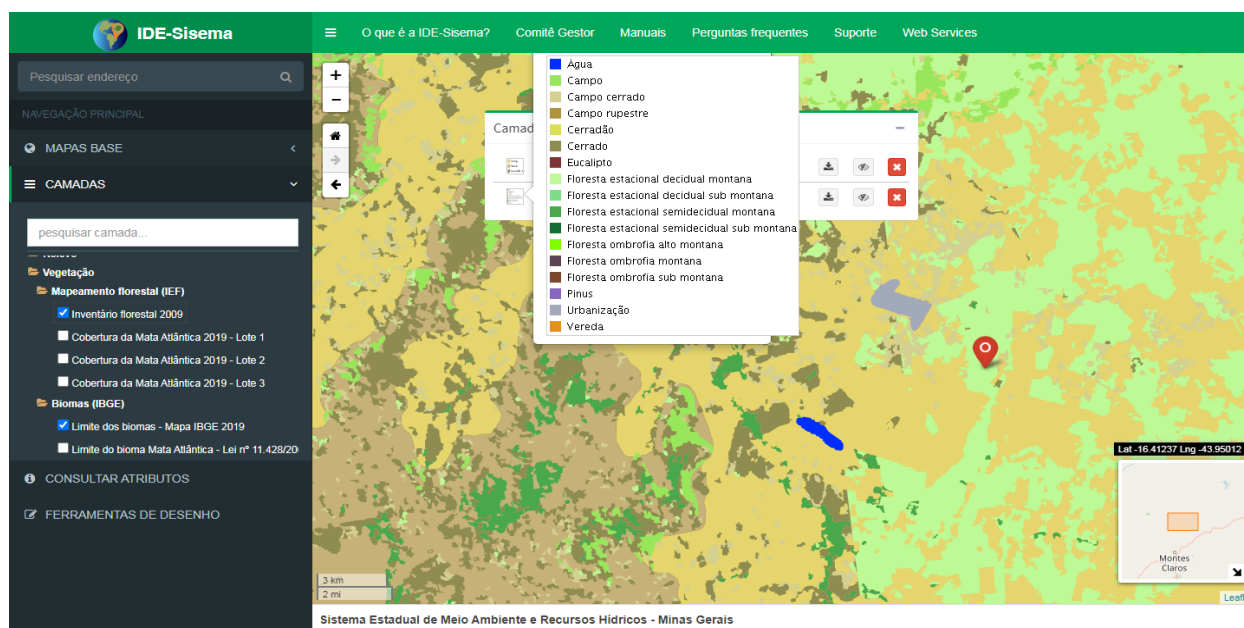 IDE-Sisema
O que é a IDE-Sisema?
Comitê Gestor
Manuais
Perguntas frequentes
Suporte
Web Services
Pesquisar endereço
NAVEGAÇÃO PRINCIPAL
MAPAS BASE
CAMADAS
pesquisar camada...
Vegetação
Mapeamento florestal (IEF)
Inventário florestal 2009
Cobertura da Mata Atlântica 2019 - Lote 1
Cobertura da Mata Atlântica 2019 - Lote 2
Cobertura da Mata Atlântica 2019 - Lote 3
Biomas (IBGE)
Limite dos biomas - Mapa IBGE 2019
Limite do bioma Mata Atlântica - Lei nº 11.428/20
CONSULTAR ATRIBUTOS
FERRAMENTAS DE DESENHO
+
−
Camad
−
Água
Campo
Campo cerrado
Campo rupestre
Cerradão
Cerrado
Eucalipto
Floresta estacional decidual montana
Floresta estacional decidual sub montana
Floresta estacional semidecidual montana
Floresta estacional semidecidual sub montana
Floresta ombrofia alto montana
Floresta ombrofia montana
Floresta ombrofia sub montana
Pinus
Urbanização
Vereda
Lat -16.41237 Lng -43.95012
Montes
Claros
3 km
2 mi
Leafl
Sistema Estadual de Meio Ambiente e Recursos Hídricos - Minas Gerais